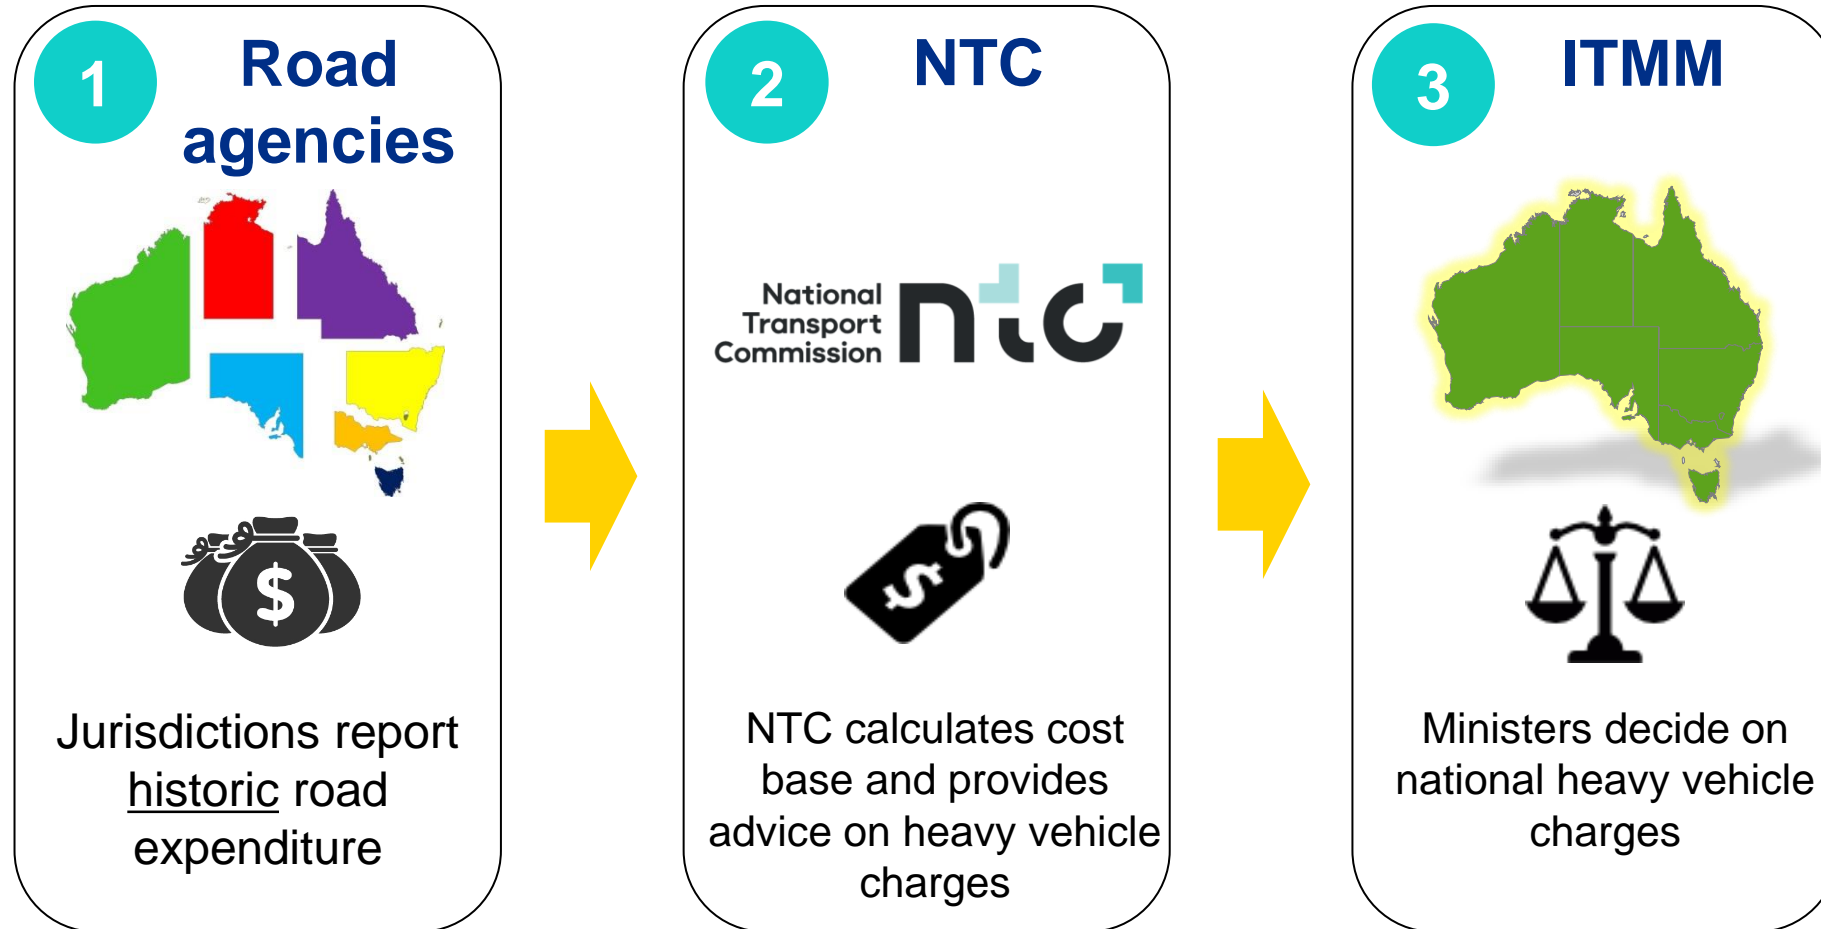 1
Road
agencies
$
Jurisdictions report
historic road
expenditure
2
NTC
National
Transport
Commission
ntc
$
NTC calculates cost
base and provides
advice on heavy vehicle
charges
3
ITMM
Ministers decide on
national heavy vehicle
charges